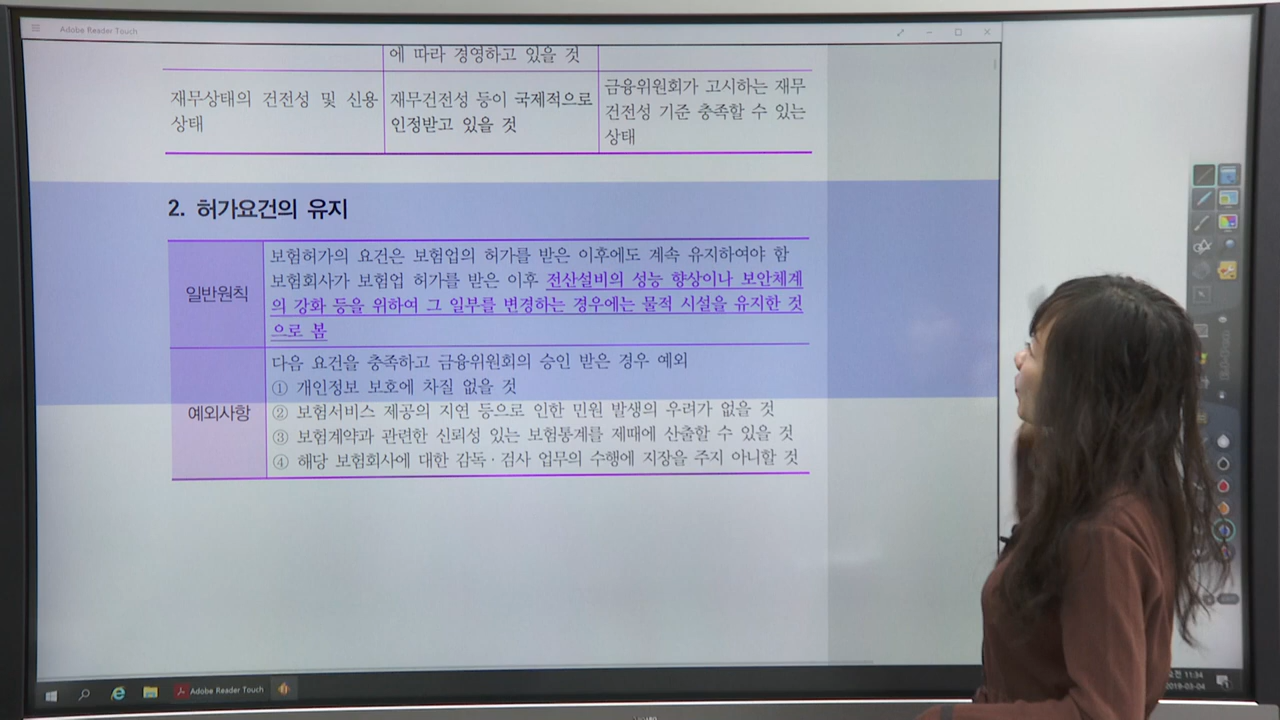 Adobe Reader Touch
에 따라 경영하고 있을 것
재무상태의 건전성 및 신용
상태
재무건전성 등이 국제적으로
인정받고 있을 것
금융위원회가 고시하는 재무
건전성 기준 충족할 수 있는
상태
2. 허가요건의 유지
일반원칙
보험허가의 요건은 보험업의 허가를 받은 이후에도 계속 유지하여야 함
보험회사가 보험업 허가를 받은 이후 전산설비의 성능 향상이나 보안체계
의 강화 등을 위하여 그 일부를 변경하는 경우에는 물적 시설을 유지한 것
으로 봄
예외사항
다음 요건을 충족하고 금융위원회의 승인 받은 경우 예외
① 개인정보 보호에 차질 없을 것
② 보험서비스 제공의 지연 등으로 인한 민원 발생의 우려가 없을 것
③ 보험계약과 관련한 신뢰성 있는 보험통계를 제때에 산출할 수 있을 것
④ 해당 보험회사에 대한 감독·검사 업무의 수행에 지장을 주지 아니할 것
Adobe Reader Touch
오전 11:34
2019-03-04